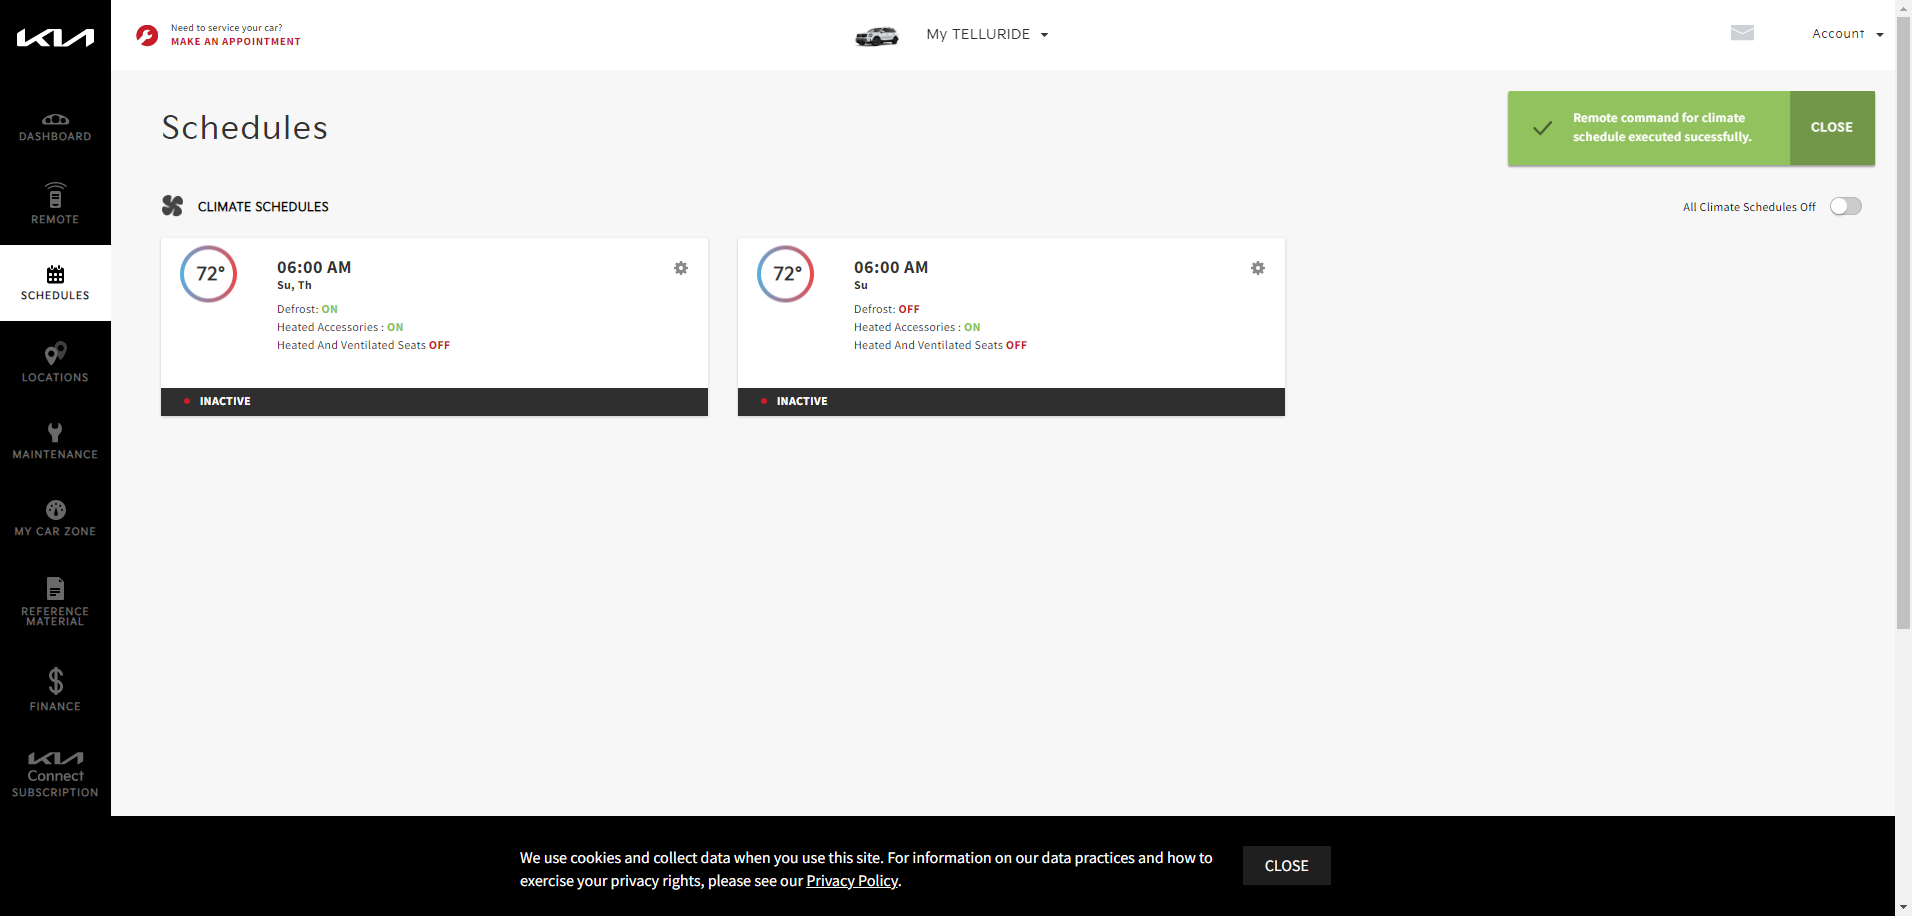 KIA
Need to service your car?
MAKE AN APPOINTMENT
My TELLURIDE
Account
DASHBOARD
REMOTE
SCHEDULES
LOCATIONS
MAINTENANCE
MY CAR ZONE
REFERENCE
MATERIAL
FINANCE
KIA
Connect
SUBSCRIPTION
Schedules
Remote command for climate
schedule executed sucessfully.
CLOSE
CLIMATE SCHEDULES
All Climate Schedules Off
72°
06:00 AM
Su, Th
Defrost: ON
Heated Accessories : ON
Heated And Ventilated Seats OFF
INACTIVE
72°
06:00 AM
Su
Defrost: OFF
Heated Accessories : ON
Heated And Ventilated Seats OFF
INACTIVE
We use cookies and collect data when you use this site. For information on our data practices and how to
exercise your privacy rights, please see our Privacy Policy.
CLOSE